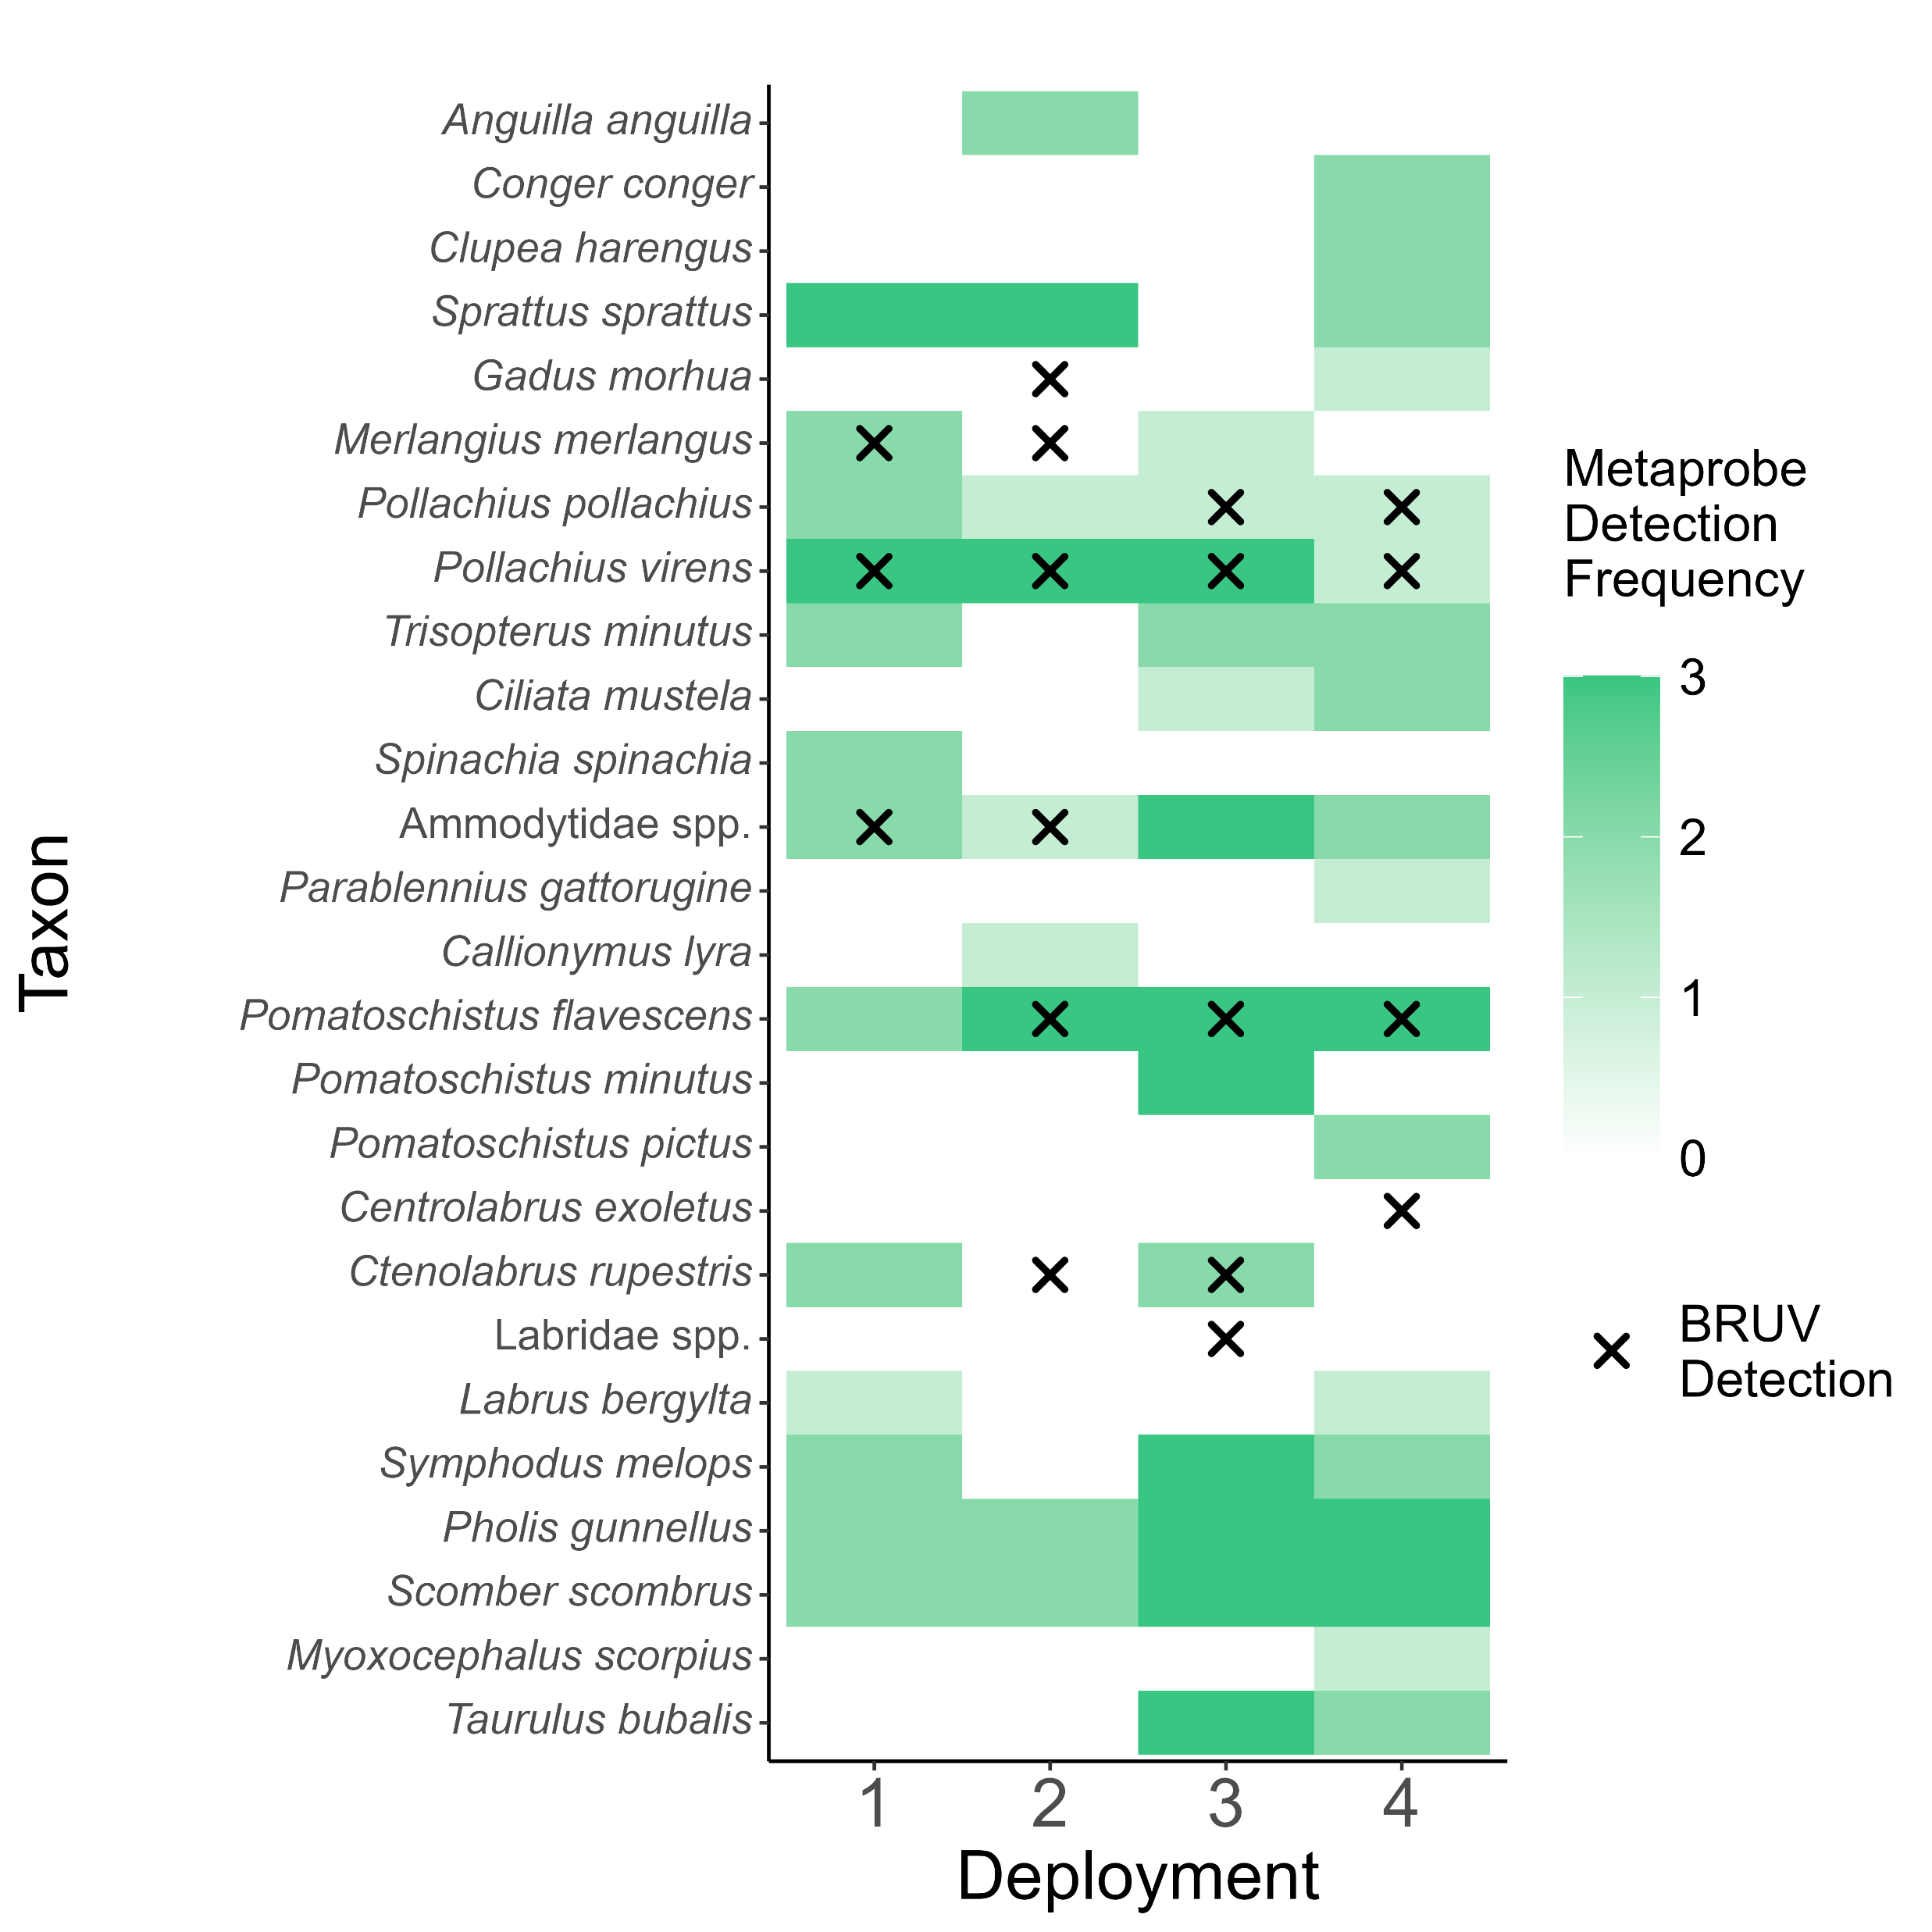 Anguilla anguilla
Conger conger
Clupea harengus
Sprattus sprattus
Gadus morhua
Merlangius merlangus
Pollachius pollachius
Pollachius virens
Trisopterus minutus
Ciliata mustela
Spinachia spinachia
Ammodytidae spp.
Parablennius gattorugine
Callionymus lyra
Pomatoschistus flavescens
Pomatoschistus minutus
Pomatoschistus pictus
Centrolabrus exoletus
Ctenolabrus rupestris
Labridae spp.
Labrus bergylta
Symphodus melops
Pholis gunnellus
Scomber scombrus
Myoxocephalus scorpius
Taurulus bubalis
Taxon
1 2 3 4
Deployment
Metaprobe
Detection
Frequency
3
2
1
0
BRUV
Detection